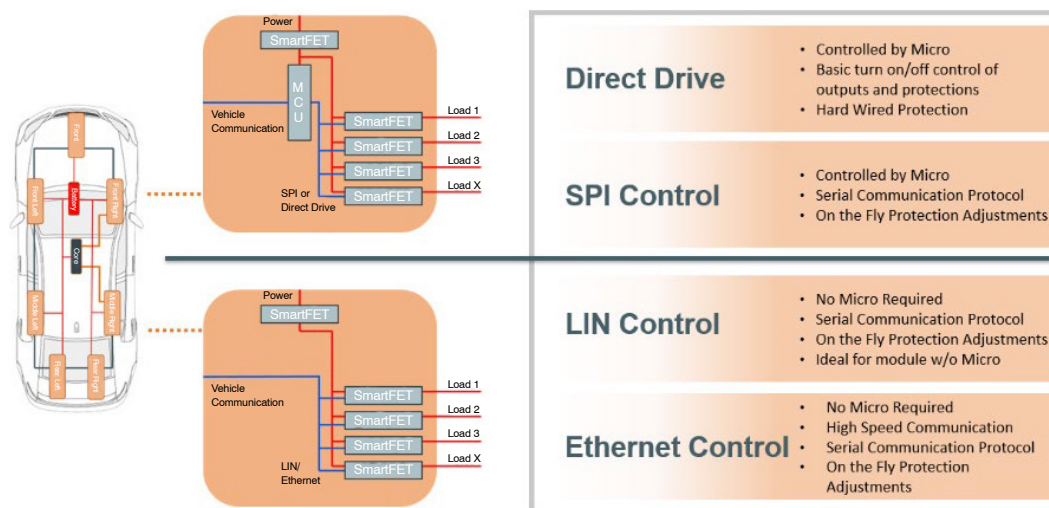 Front
Front Left
Battery
Front Right
Core
Middle Left
Middle Right
Rear Left
Rear Right
Power
SmartFET
MCU
Vehicle
Communication
SmartFET
SmartFET
SmartFET
SmartFET
Load 1
Load 2
Load 3
Load X
SPI or
Direct Drive
Power
SmartFET
Vehicle
Communication
SmartFET
SmartFET
SmartFET
SmartFET
Load 1
Load 2
Load 3
Load X
LIN/
Ethernet
Direct Drive
• Controlled by Micro
• Basic turn on/off control of
outputs and protections
• Hard Wired Protection
SPI Control
• Controlled by Micro
• Serial Communication Protocol
• On the Fly Protection Adjustments
LIN Control
• No Micro Required
• Serial Communication Protocol
• On the Fly Protection Adjustments
• Ideal for module w/o Micro
Ethernet Control
• No Micro Required
• High Speed Communication
• Serial Communication Protocol
• On the Fly Protection
Adjustments